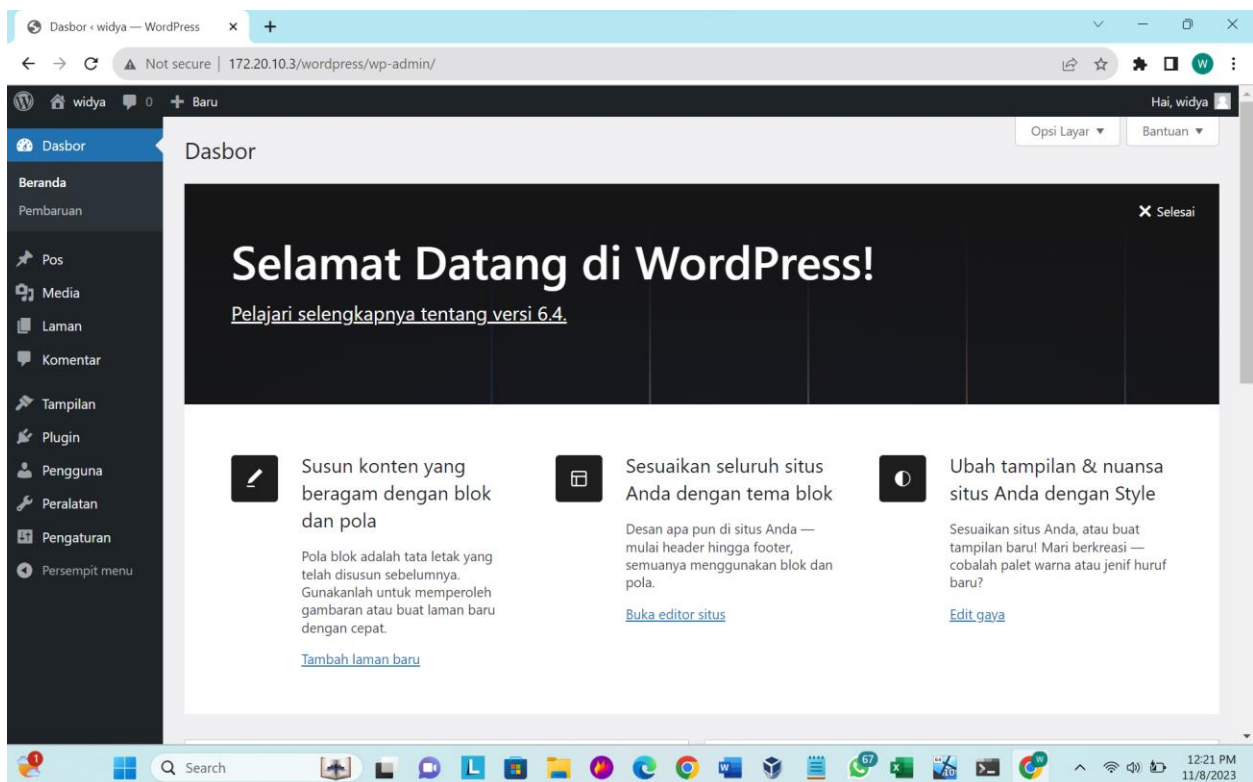 Dasbor ‹ widya — WordPress
Not secure | 172.20.10.3/wordpress/wp-admin/
W
widya 0 + Baru
Hai, widya
Dasbor
Opsi Layar ▼ Bantuan ▼
Dasbor
Beranda
Pembaruan
Pos
Media
Laman
Komentar
Tampilan
Plugin
Pengguna
Peralatan
Pengaturan
Persempit menu
Selesai
Selamat Datang di WordPress!
Pelajari selengkapnya tentang versi 6.4.
Susun konten yang
beragam dengan blok
dan pola
Pola blok adalah tata letak yang
telah disusun sebelumnya.
Gunakanlah untuk memperoleh
gambaran atau buat laman baru
dengan cepat.
Tambah laman baru
Sesuaikan seluruh situs
Anda dengan tema blok
Desan apa pun di situs Anda —
mulai header hingga footer,
semuanya menggunakan blok dan
pola.
Buka editor situs
Ubah tampilan & nuansa
situs Anda dengan Style
Sesuaikan situs Anda, atau buat
tampilan baru! Mari berkreasi —
cobalah palet warna atau jenif huruf
baru?
Edit gaya
1
Search
L
67
12:21 PM
11/8/2023